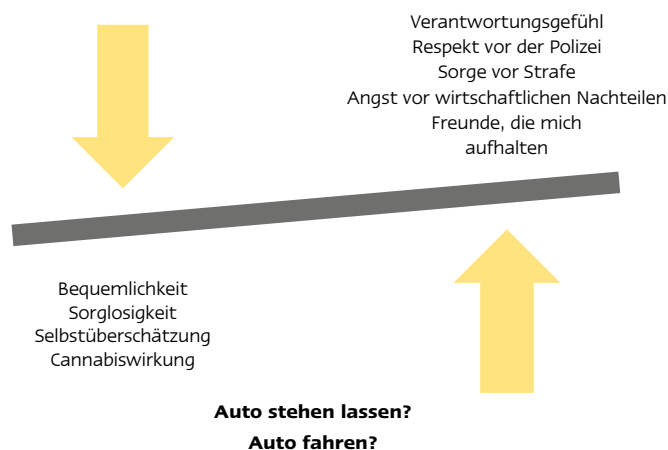 Verantwortungsgefühl
Respekt vor der Polizei
Sorge vor Strafe
Angst vor wirtschaftlichen Nachteilen
Freunde, die mich
aufhalten
Bequemlichkeit
Sorglosigkeit
Selbstüberschätzung
Cannabiswirkung
Auto stehen lassen?
Auto fahren?